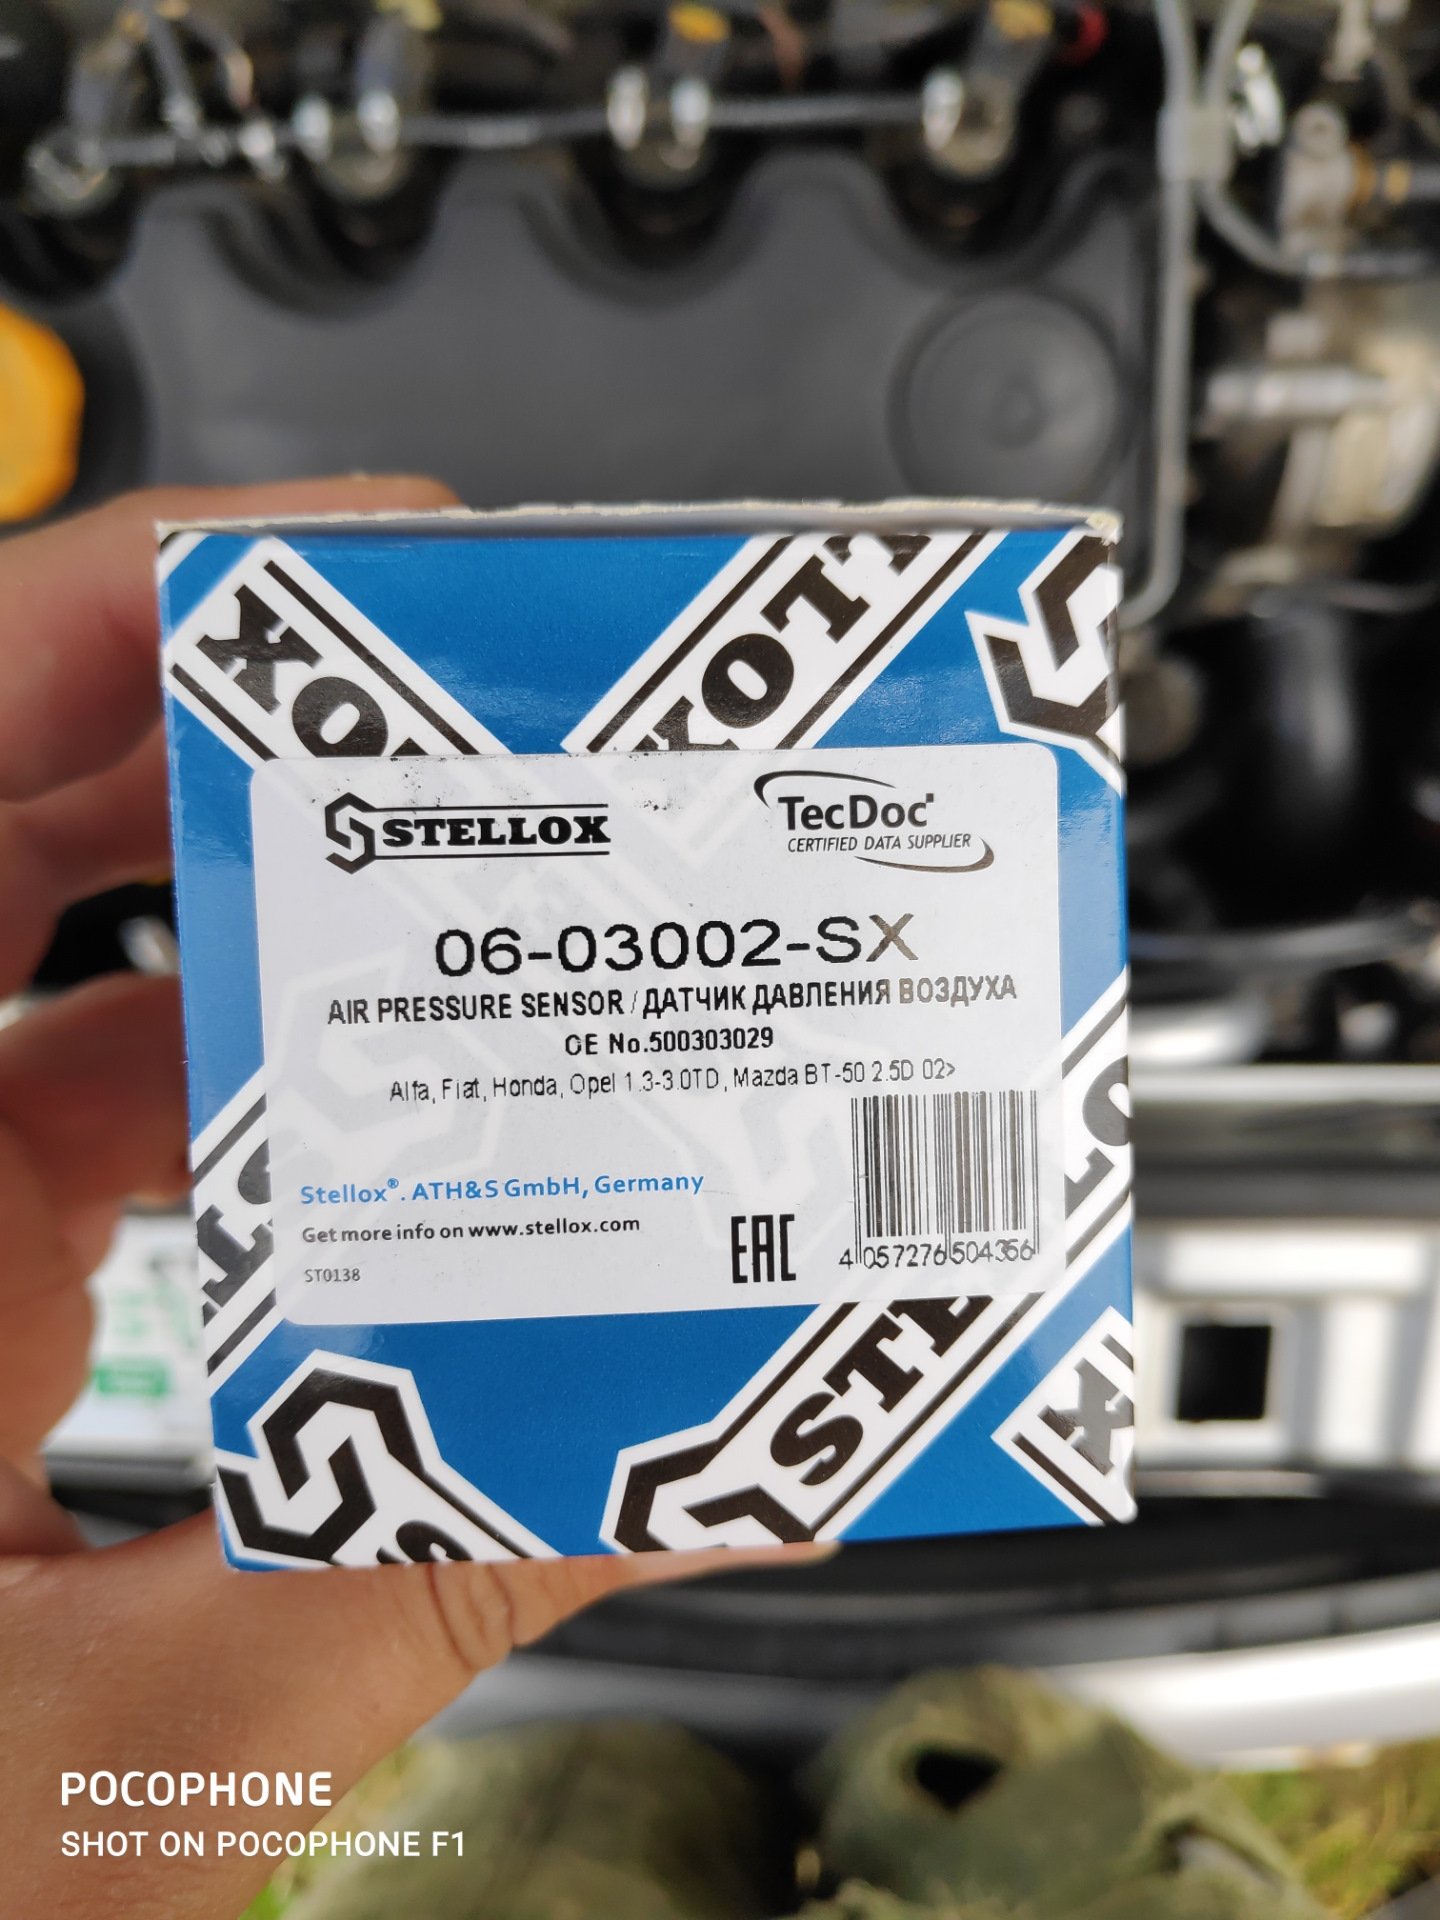 STELLOX
TecDoc
CERTIFIED DATA SUPPLIER
06-03002-SX
AIR PRESSURE SENSOR / ДАТЧИК ДАВЛЕНИЯ ВОЗДУХА
OE No.500303029
Alfa, Fiat, Honda, Opel 1.3-3.0TD, Mazda BT-50 2.5D 02>
Stellox®. ATH&S GmbH, Germany
Get more info on www.stellox.com
ST0138
EAC
4 057276 504366
POCOPHONE
SHOT ON POCOPHONE F1